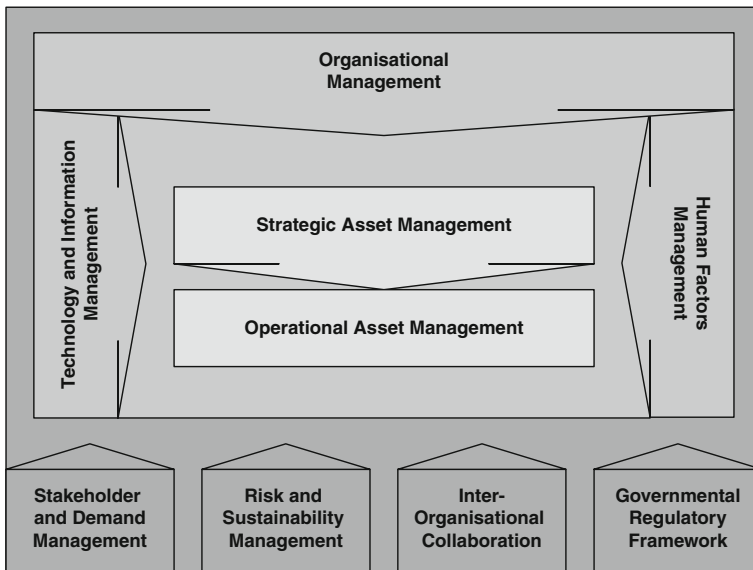 Organisational
Management
Technology and Information
Management
Strategic Asset Management
Human Factors
Management
Operational Asset Management
Stakeholder
and Demand
Management
Risk and
Sustainability
Management
Inter-
Organisational
Collaboration
Governmental
Regulatory
Framework